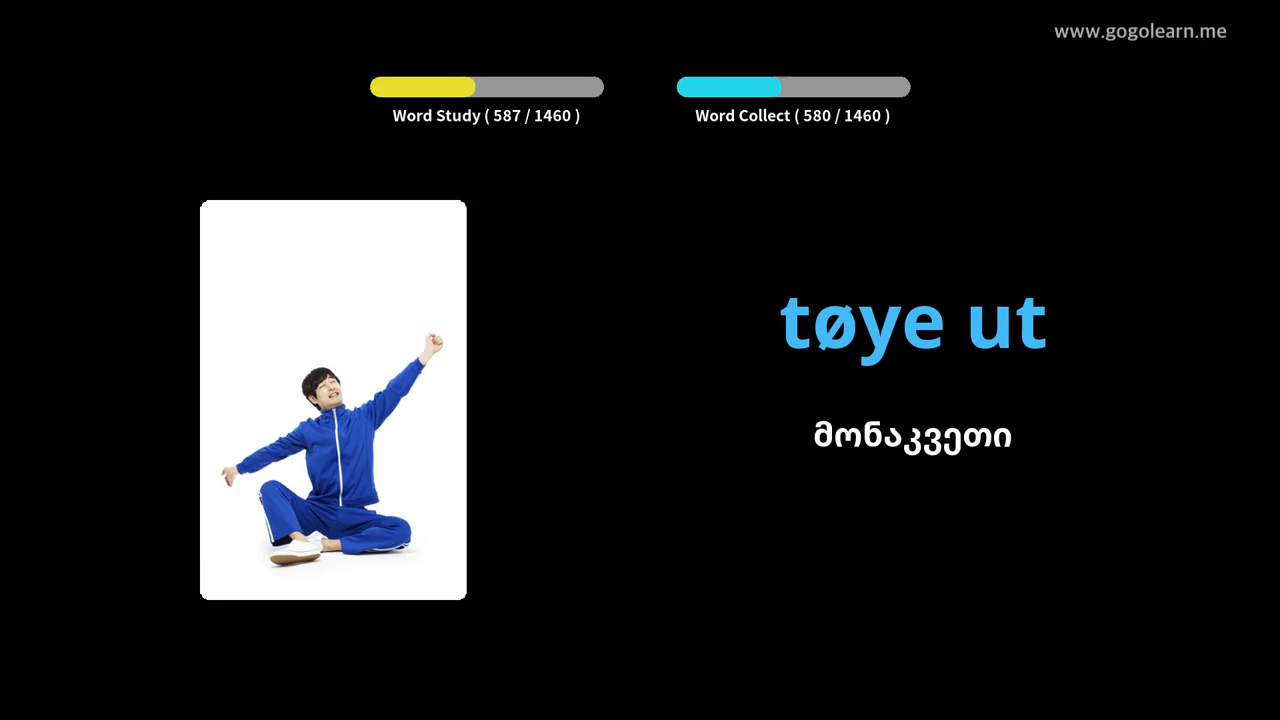 www.gogolearn.me
Word Study ( 587 / 1460 )
Word Collect ( 580 / 1460 )
tøye ut
მონაკვეთი